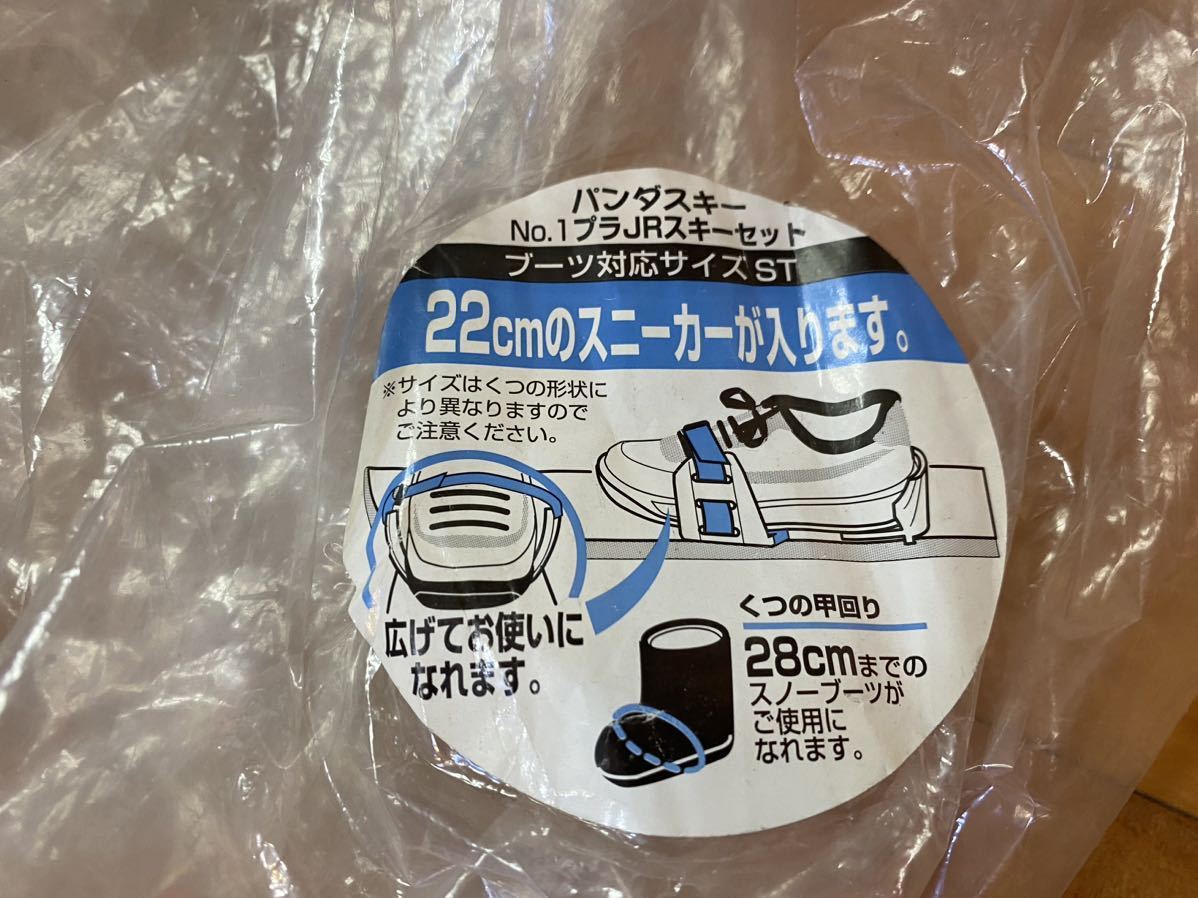 パンダスキー
No.1プラJRスキーセット
ブーツ対応サイズ ST
22cmのスニーカーが入ります。
※サイズはくつの形状に
より異なりますので
ご注意ください。
広げてお使いに
なれます。
くつの甲回り
28cmまでの
スノーブーツが
ご使用に
なれます。